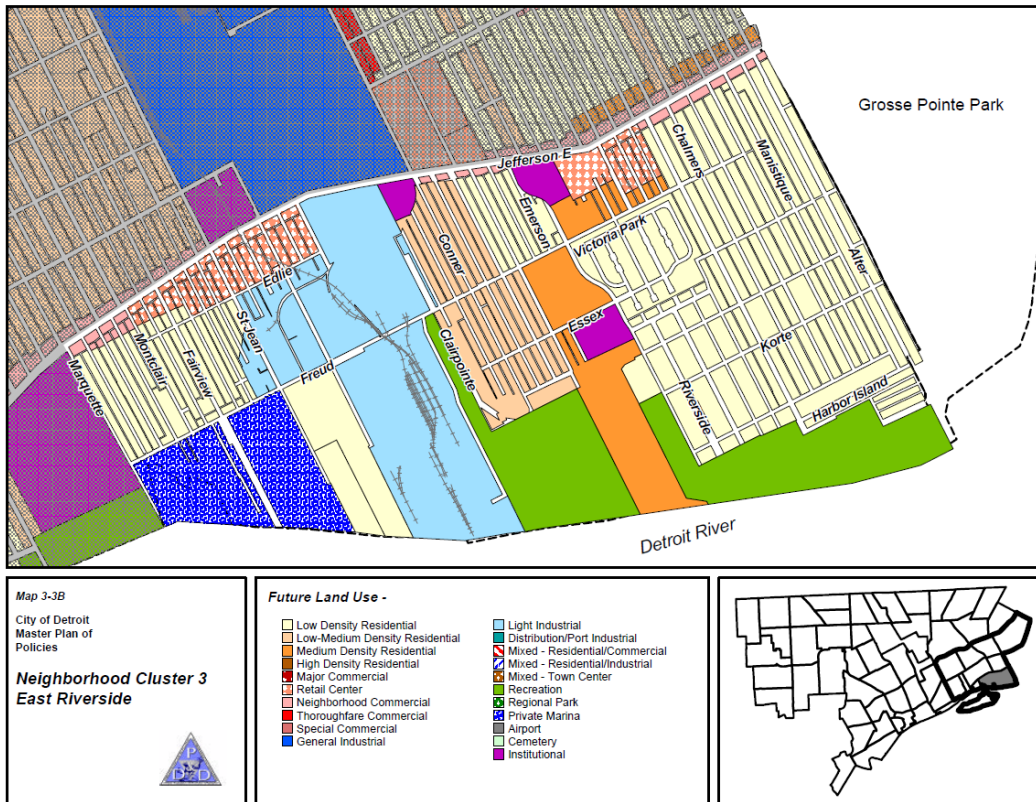 Grosse Pointe Park
Jefferson E
Chalmers
Manistique
Emerson
Victoria Park
Conner
Alter
Edlie
St Jean
Essex
Korte
Montclair
Fairview
Freud
Clairpointe
Marquette
Riverside
Harbor Island
Detroit River
Map 3-3B
City of Detroit
Master Plan of
Policies
Neighborhood Cluster 3
East Riverside
P
D D
Future Land Use -
Low Density Residential
Low-Medium Density Residential
Medium Density Residential
High Density Residential
Major Commercial
Retail Center
Neighborhood Commercial
Thoroughfare Commercial
Special Commercial
General Industrial
Light Industrial
Distribution/Port Industrial
Mixed - Residential/Commercial
Mixed - Residential/Industrial
Mixed - Town Center
Recreation
Regional Park
Private Marina
Airport
Cemetery
Institutional